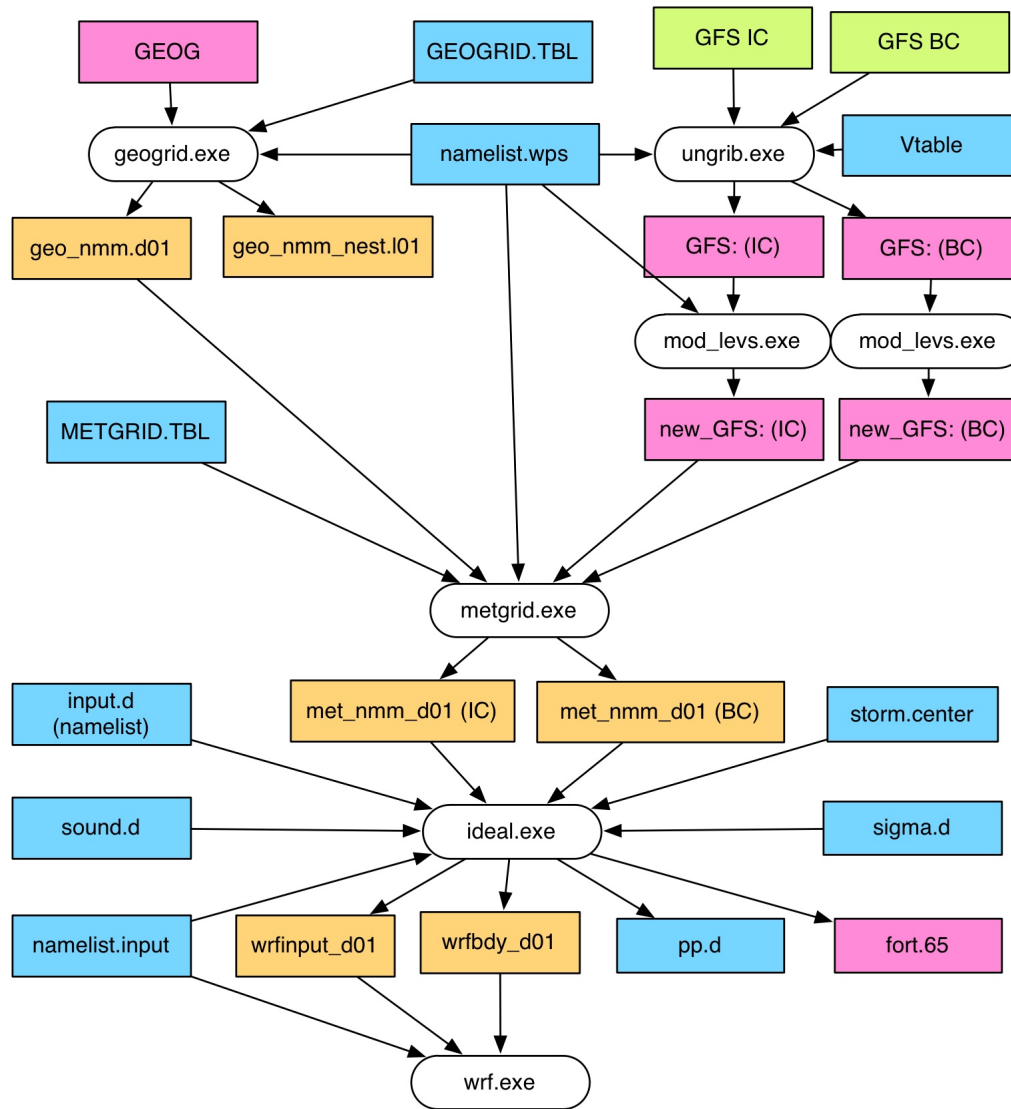 GEOG
GEOGRID.TBL
GFS IC
GFS BC
geogrid.exe
namelist.wps
ungrib.exe
Vtable
geo_nmm.d01
geo_nmm_nest.l01
GFS: (IC)
GFS: (BC)
mod_levs.exe
mod_levs.exe
METGRID.TBL
new_GFS: (IC)
new_GFS: (BC)
metgrid.exe
input.d
(namelist)
met_nmm_d01 (IC)
met_nmm_d01 (BC)
storm.center
sound.d
ideal.exe
sigma.d
namelist.input
wrfinput_d01
wrfbdy_d01
pp.d
fort.65
wrf.exe